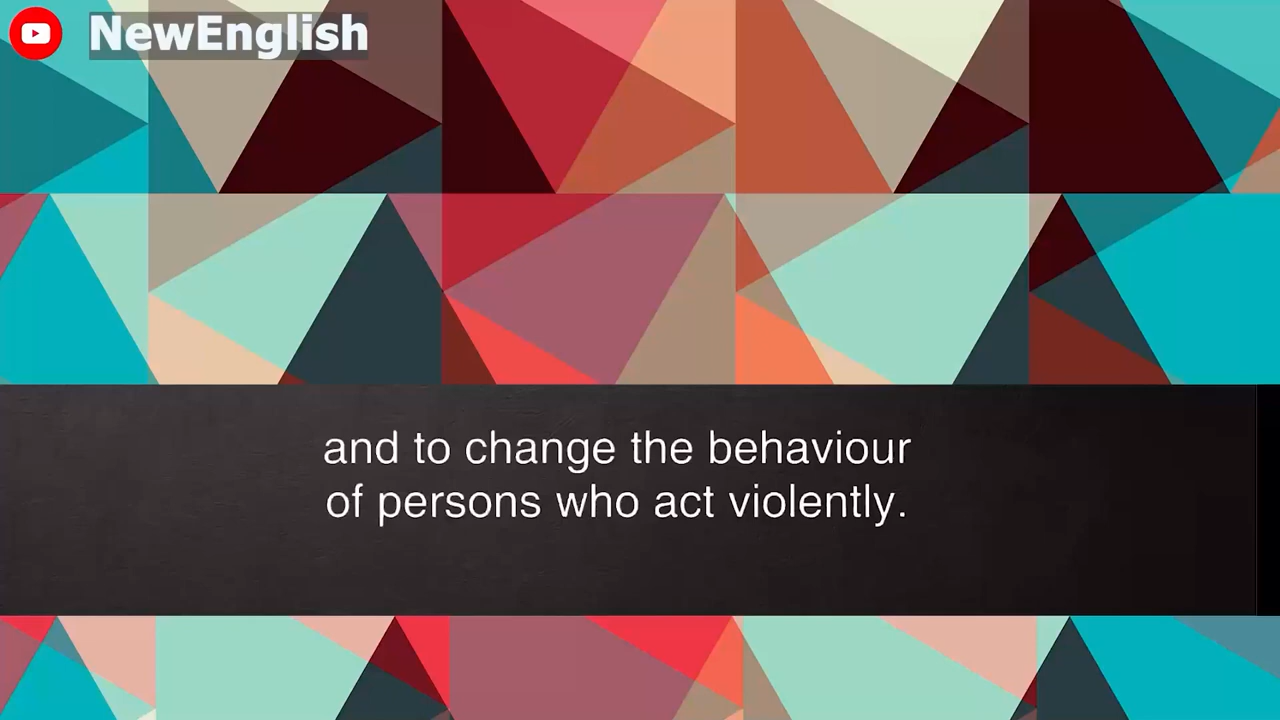 NewEnglish
and to change the behaviour
of persons who act violently.